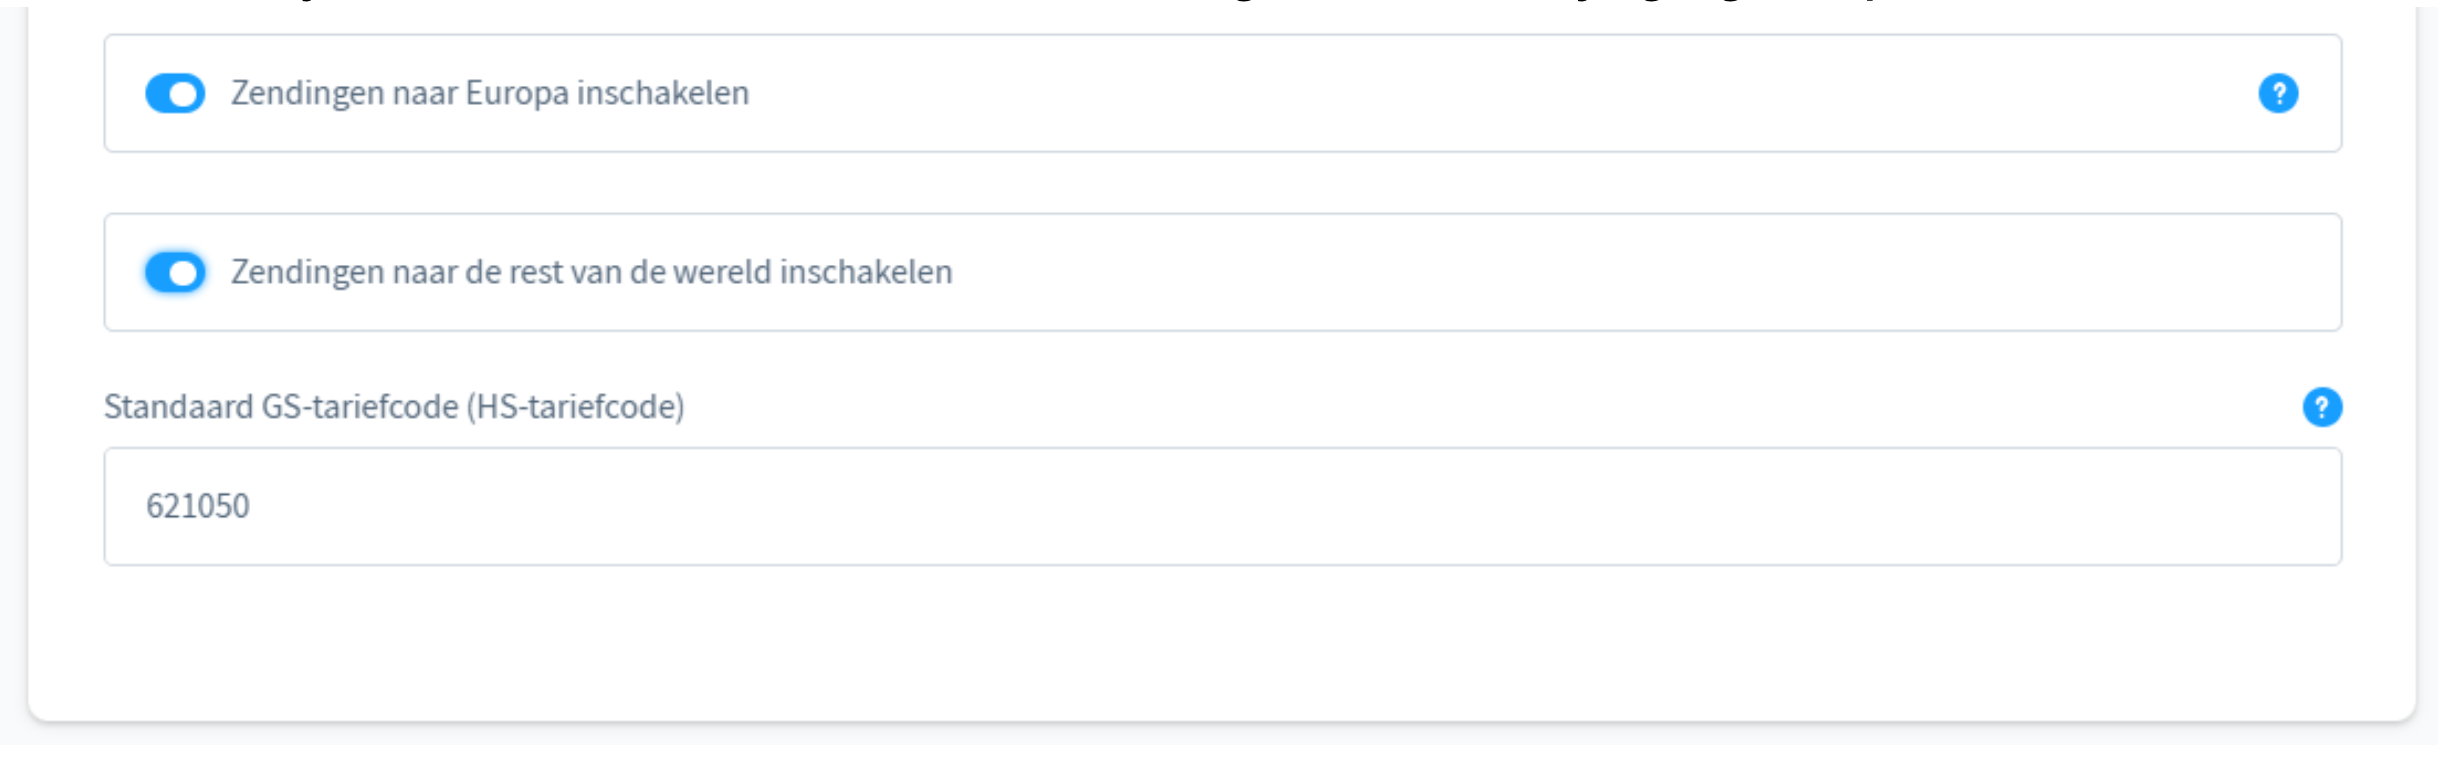 Zendingen naar Europa inschakelen
?
Zendingen naar de rest van de wereld inschakelen
Standaard GS-tariefcode (HS-tariefcode)
?
621050